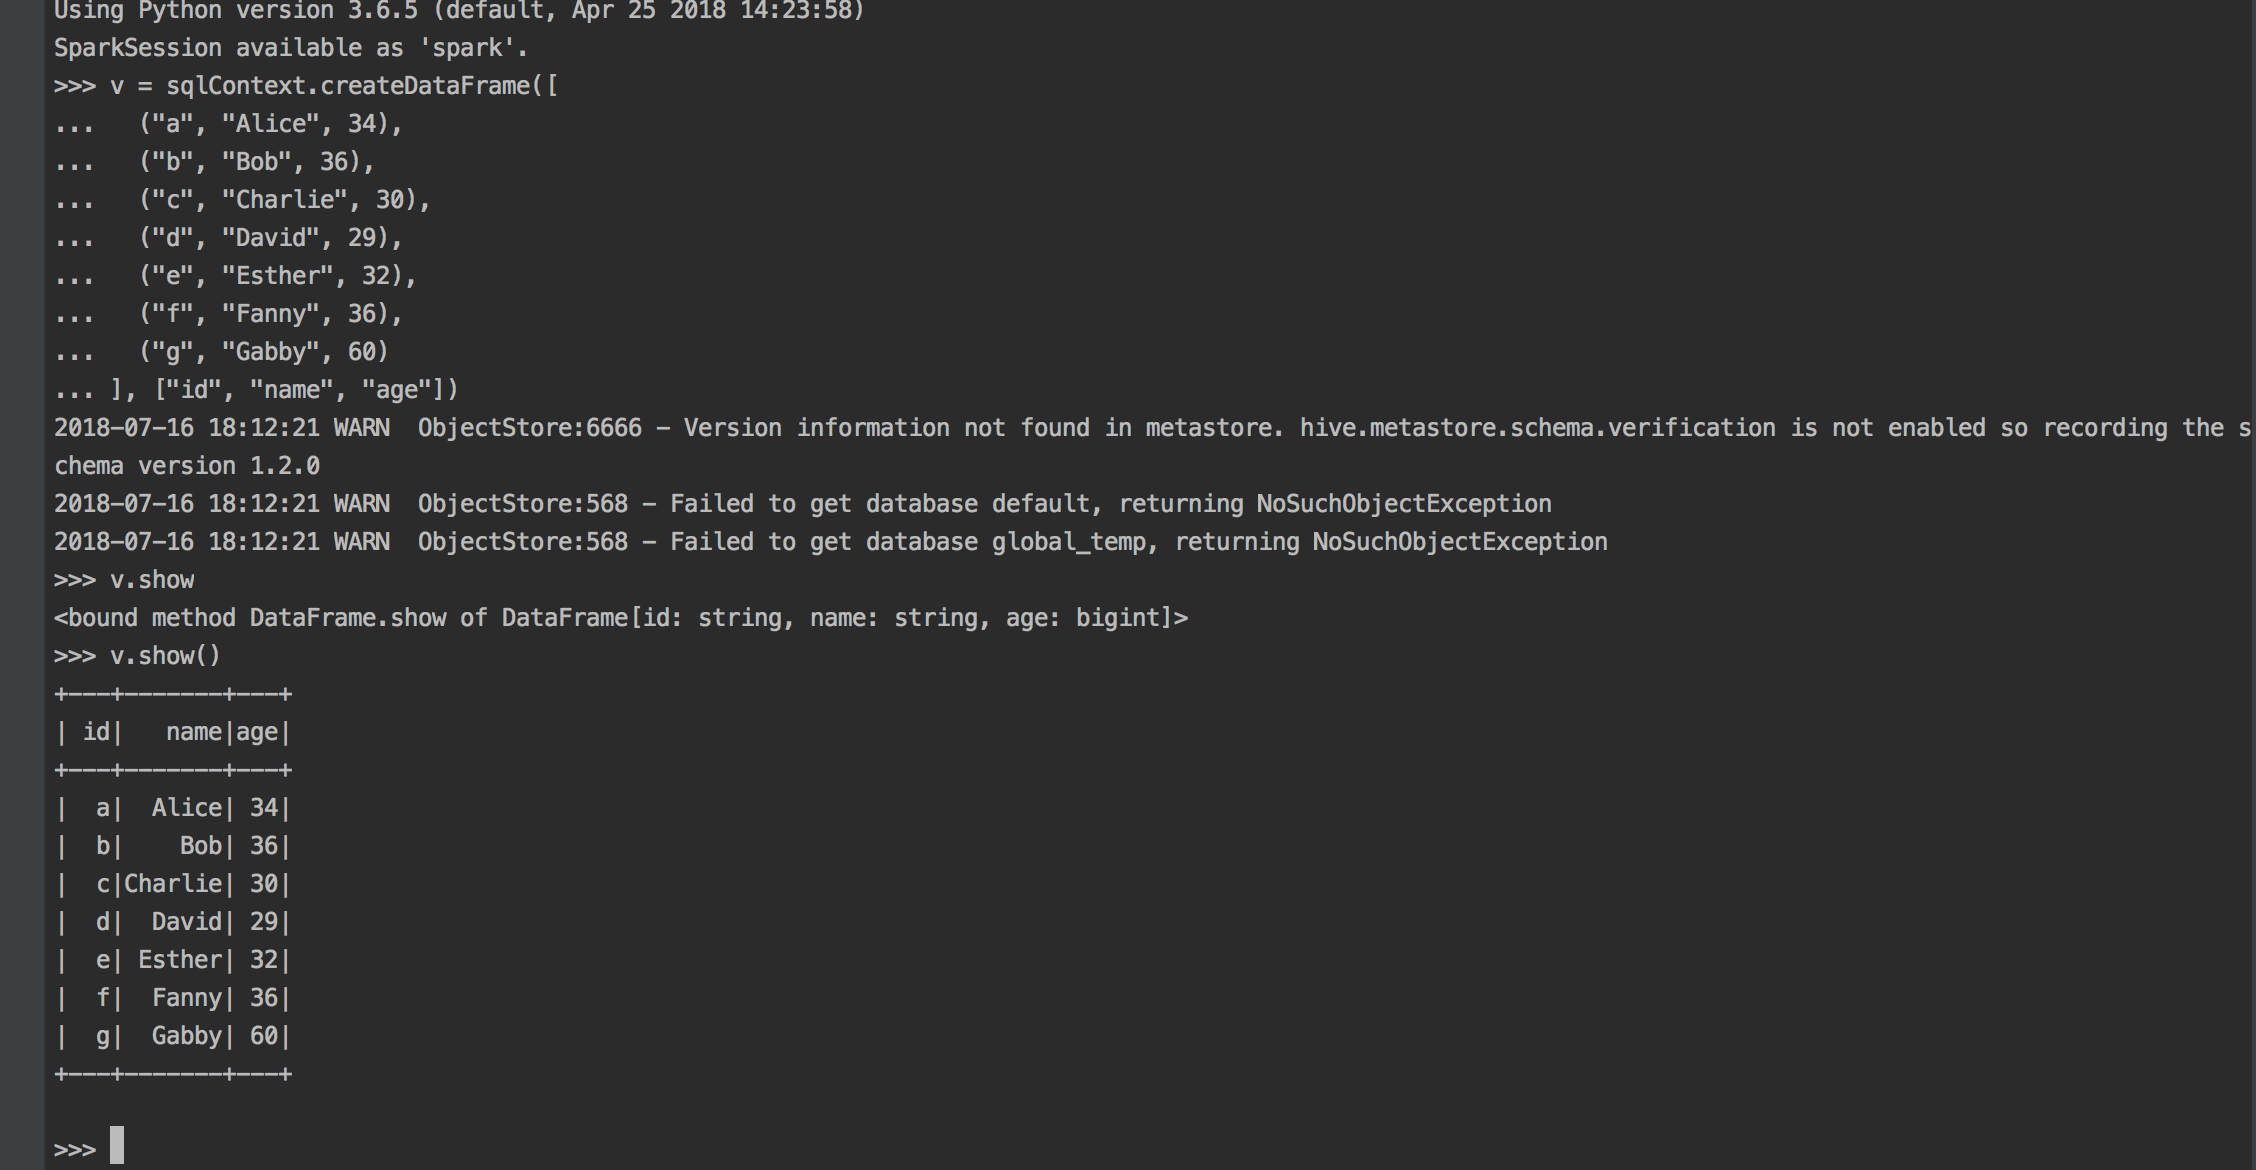 Using Python version 3.6.5 (default, Apr 25 2018 14:23:58)
SparkSession available as 'spark'.
>>> v = sqlContext.createDataFrame([
...   ("a", "Alice", 34),
...   ("b", "Bob", 36),
...   ("c", "Charlie", 30),
...   ("d", "David", 29),
...   ("e", "Esther", 32),
...   ("f", "Fanny", 36),
...   ("g", "Gabby", 60)
... ], ["id", "name", "age"])
2018-07-16 18:12:21 WARN  ObjectStore:6666 - Version information not found in metastore. hive.metastore.schema.verification is not enabled so recording the s
chema version 1.2.0
2018-07-16 18:12:21 WARN  ObjectStore:568 - Failed to get database default, returning NoSuchObjectException
2018-07-16 18:12:21 WARN  ObjectStore:568 - Failed to get database global_temp, returning NoSuchObjectException
>>> v.show
<bound method DataFrame.show of DataFrame[id: string, name: string, age: bigint]>
>>> v.show()
+---+-------+---+
| id|   name|age|
+---+-------+---+
|  a|  Alice| 34|
|  b|    Bob| 36|
|  c|Charlie| 30|
|  d|  David| 29|
|  e| Esther| 32|
|  f|  Fanny| 36|
|  g|  Gabby| 60|
+---+-------+---+
>>>